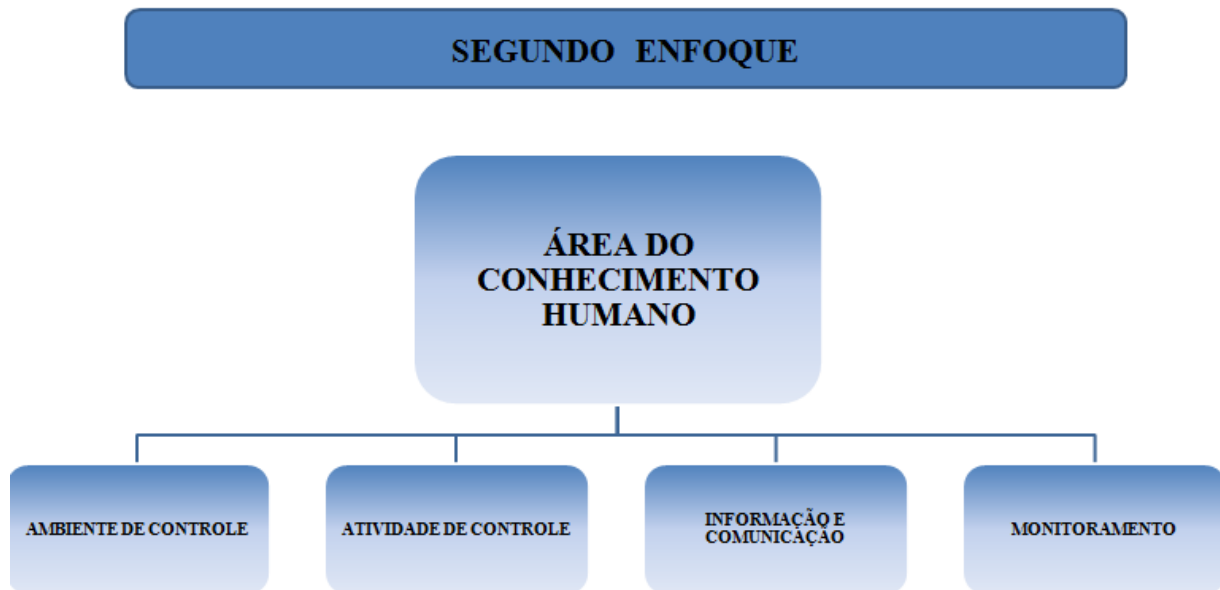 SEGUNDO ENFOQUE
ÁREA DO
CONHECIMENTO
HUMANO
AMBIENTE DE CONTROLE
ATIVIDADE DE CONTROLE
INFORMAÇÃO E
COMUNICAÇÃO
MONITORAMENTO